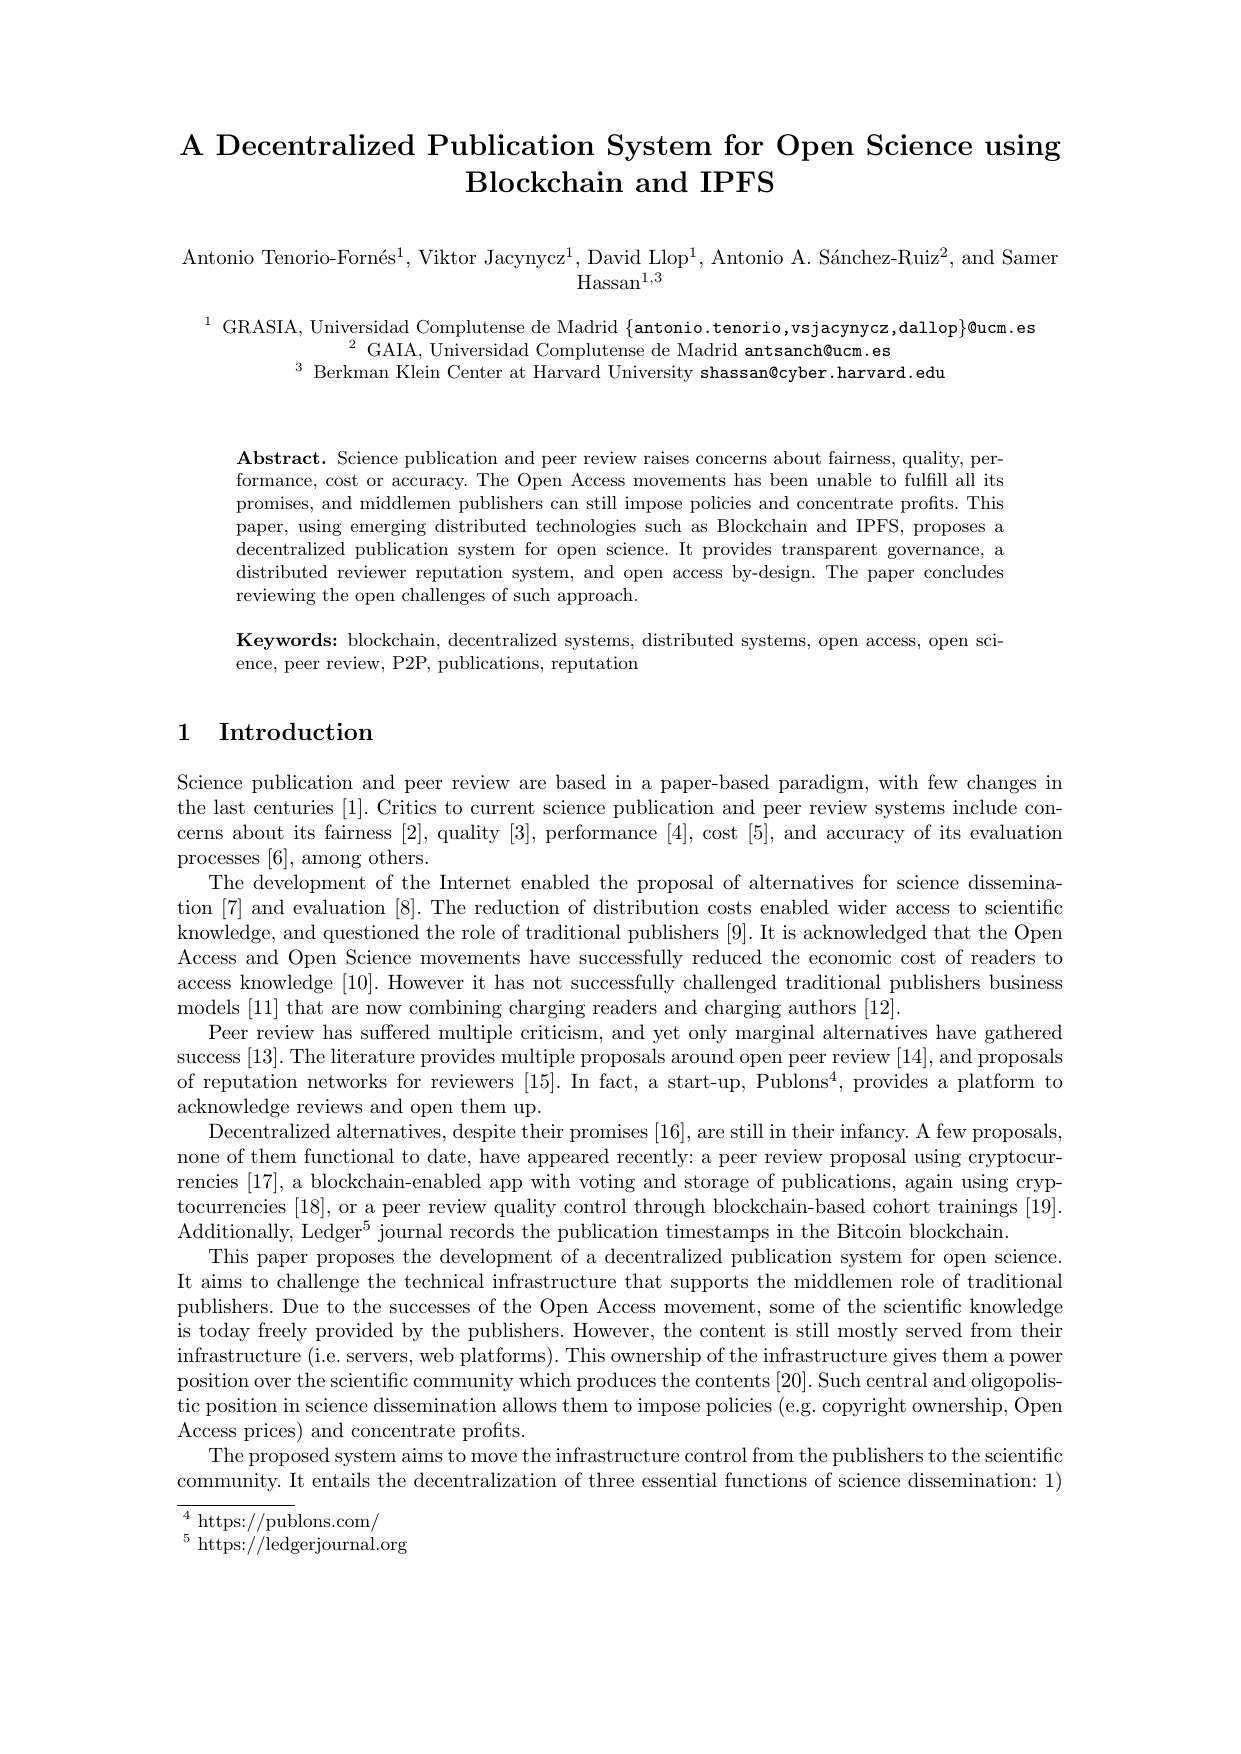 A Decentralized Publication System for Open Science using
Blockchain and IPFS
Antonio Tenorio-Fornés1, Viktor Jacynycz1, David Llop1, Antonio A. Sánchez-Ruiz2, and Samer
Hassan1,3
1 GRASIA, Universidad Complutense de Madrid {antonio.tenorio,vsjacynycz,dallop}@ucm.es
2 GAIA, Universidad Complutense de Madrid antsanch@ucm.es
3 Berkman Klein Center at Harvard University shassan@cyber.harvard.edu
Abstract. Science publication and peer review raises concerns about fairness, quality, per-
formance, cost or accuracy. The Open Access movements has been unable to fulfill all its
promises, and middlemen publishers can still impose policies and concentrate profits. This
paper, using emerging distributed technologies such as Blockchain and IPFS, proposes a
decentralized publication system for open science. It provides transparent governance, a
distributed reviewer reputation system, and open access by-design. The paper concludes
reviewing the open challenges of such approach.
Keywords: blockchain, decentralized systems, distributed systems, open access, open sci-
ence, peer review, P2P, publications, reputation
1 Introduction
Science publication and peer review are based in a paper-based paradigm, with few changes in
the last centuries [1]. Critics to current science publication and peer review systems include con-
cerns about its fairness [2], quality [3], performance [4], cost [5], and accuracy of its evaluation
processes [6], among others.
The development of the Internet enabled the proposal of alternatives for science dissemina-
tion [7] and evaluation [8]. The reduction of distribution costs enabled wider access to scientific
knowledge, and questioned the role of traditional publishers [9]. It is acknowledged that the Open
Access and Open Science movements have successfully reduced the economic cost of readers to
access knowledge [10]. However it has not successfully challenged traditional publishers business
models [11] that are now combining charging readers and charging authors [12].
Peer review has suffered multiple criticism, and yet only marginal alternatives have gathered
success [13]. The literature provides multiple proposals around open peer review [14], and proposals
of reputation networks for reviewers [15]. In fact, a start-up, Publons4, provides a platform to
acknowledge reviews and open them up.
Decentralized alternatives, despite their promises [16], are still in their infancy. A few proposals,
none of them functional to date, have appeared recently: a peer review proposal using cryptocur-
rencies [17], a blockchain-enabled app with voting and storage of publications, again using cryp-
tocurrencies [18], or a peer review quality control through blockchain-based cohort trainings [19].
Additionally, Ledger5 journal records the publication timestamps in the Bitcoin blockchain.
This paper proposes the development of a decentralized publication system for open science.
It aims to challenge the technical infrastructure that supports the middlemen role of traditional
publishers. Due to the successes of the Open Access movement, some of the scientific knowledge
is today freely provided by the publishers. However, the content is still mostly served from their
infrastructure (i.e. servers, web platforms). This ownership of the infrastructure gives them a power
position over the scientific community which produces the contents [20]. Such central and oligopolis-
tic position in science dissemination allows them to impose policies (e.g. copyright ownership, Open
Access prices) and concentrate profits.
The proposed system aims to move the infrastructure control from the publishers to the scientific
community. It entails the decentralization of three essential functions of science dissemination: 1)
4 https://publons.com/
5 https://ledgerjournal.org